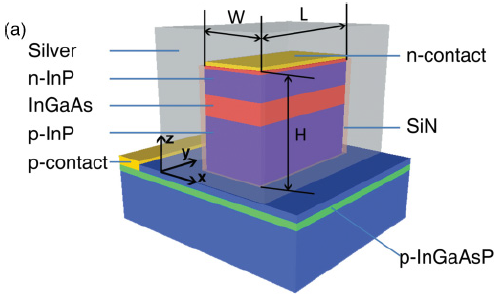 (a)
W
L
Silver
n-contact
n-InP
InGaAs
SiN
p-InP
H
z
p-contact
y
x
p-InGaAsP